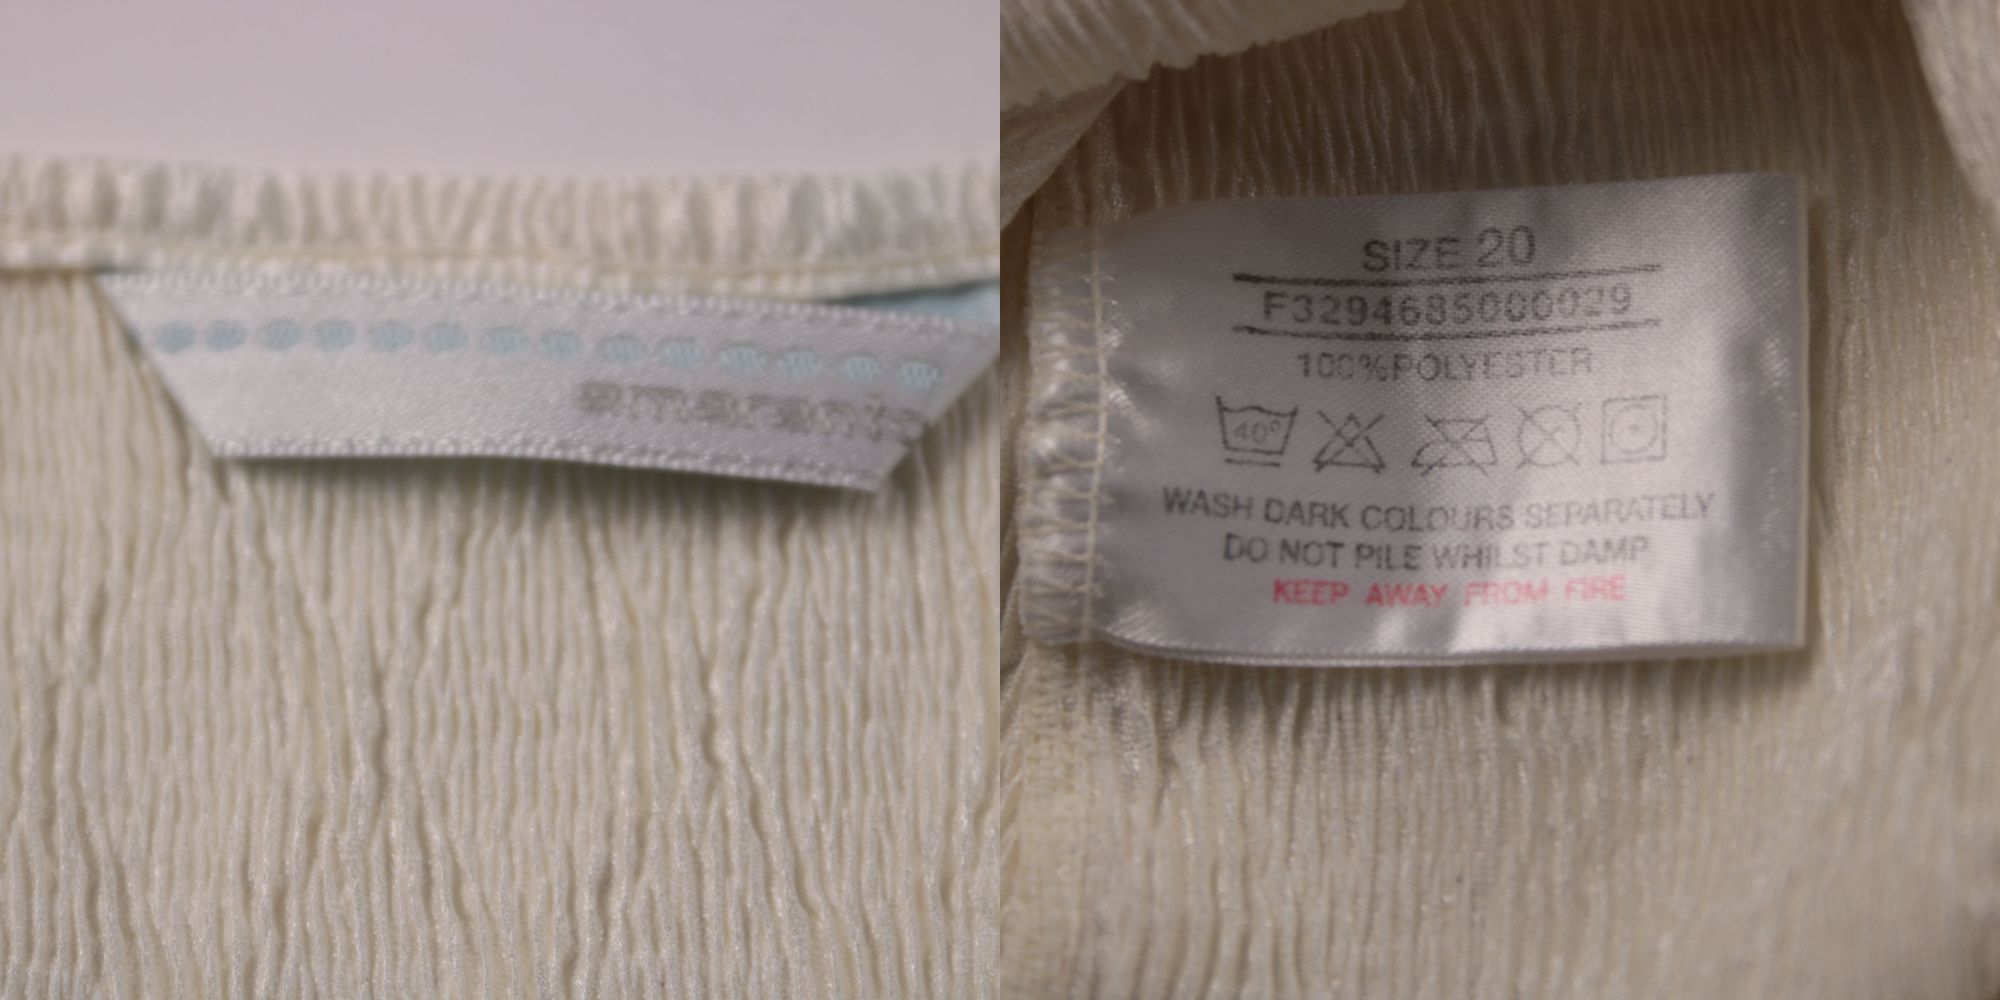 amaranto
SIZE 20
F3294685000029
100%POLYESTER
40°
WASH DARK COLOURS SEPARATELY
DO NOT PILE WHILST DAMP
KEEP AWAY FROM FIRE